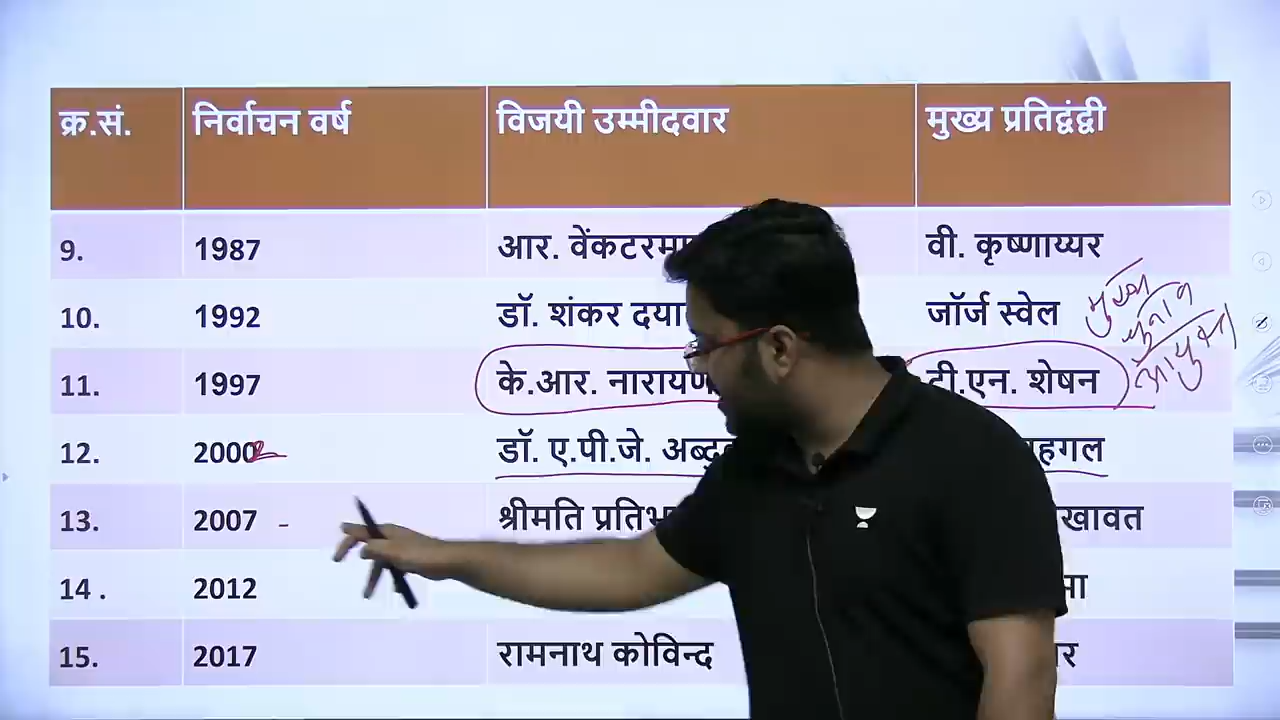 क्र.सं. निर्वाचन वर्ष विजयी उम्मीदवार मुख्य प्रतिद्वंद्वी
9. 1987 आर. वेंकटरमा वी. कृष्णाय्यर
10. 1992 डॉ. शंकर दया जॉर्ज स्वेल
11. 1997 के.आर. नारायण टी.एन. शेषन
मुख्य
चुनाव
आयुक्त
12. 2000 2 डॉ. ए.पी.जे. अब्दु हगल
13. 2007 - श्रीमति प्रतिभ खावत
14 . 2012 मा
15. 2017 रामनाथ कोविन्द र